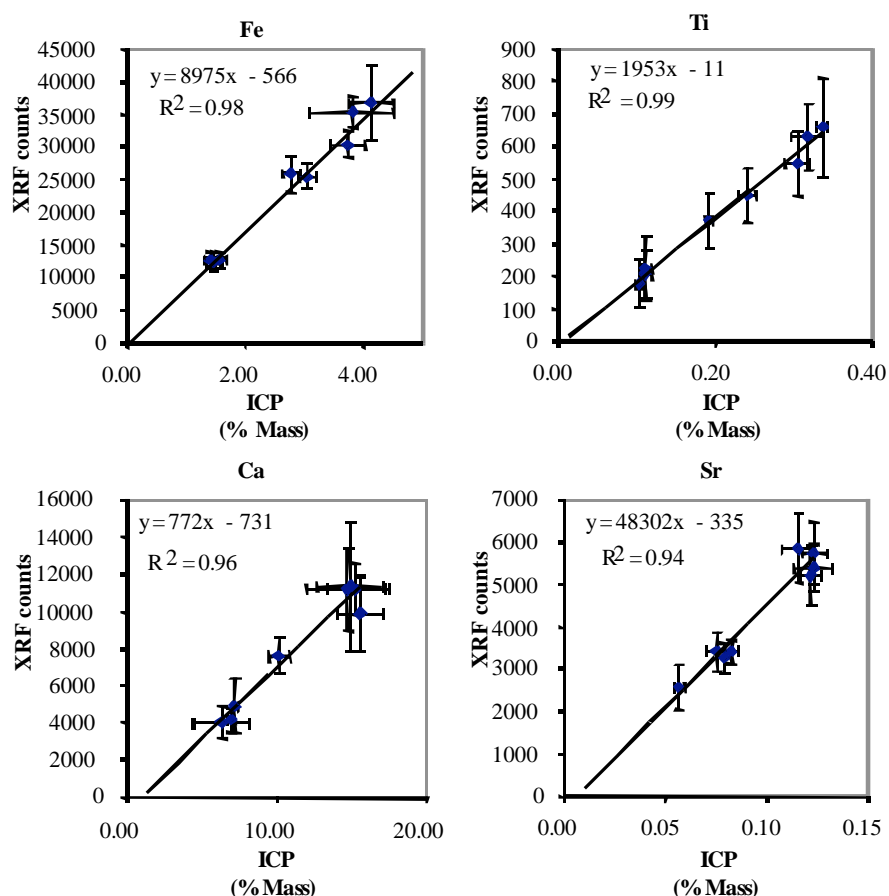 Fe
45000
40000
35000
30000
25000
20000
15000
10000
5000
0
XRF counts
y=8975x - 566
R2 =0.98
0.00 2.00 4.00
ICP
(% Mass)
Ti
900
800
700
600
500
400
300
200
100
0
XRF counts
y=1953x - 11
R2 =0.99
0.00 0.20 0.40
ICP
(% Mass)
Ca
16000
14000
12000
10000
8000
6000
4000
2000
0
XRF counts
y=772x - 731
R2 =0.96
0.00 10.00 20.00
ICP
(% Mass)
Sr
7000
6000
5000
4000
3000
2000
1000
0
XRF counts
y=48302x - 335
R2 =0.94
0.00 0.05 0.10 0.15
ICP
(% Mass)